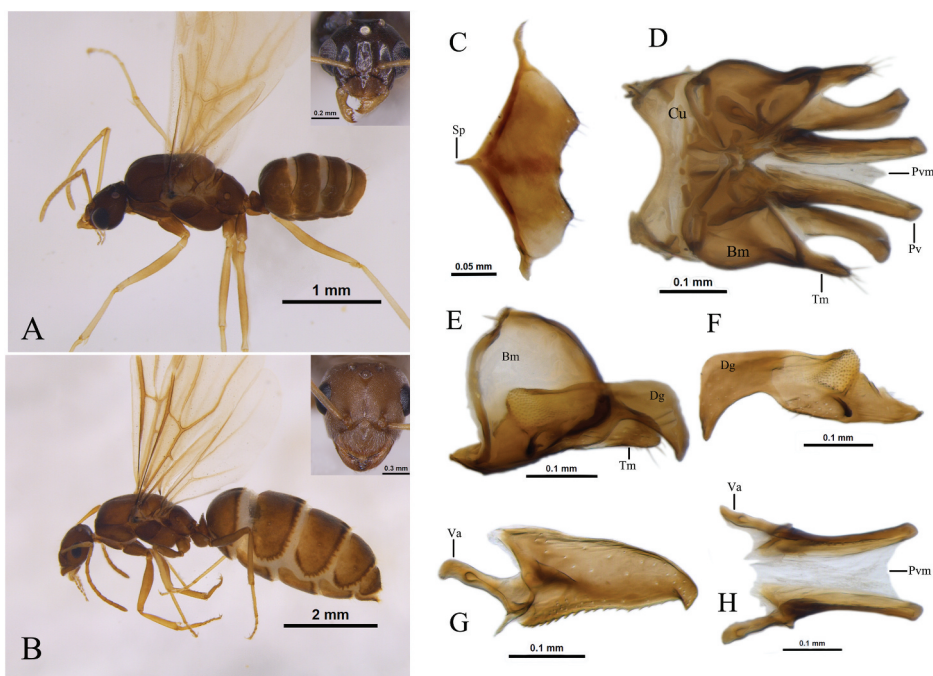 A
0.2 mm
1 mm
B
0.3 mm
2 mm
C
Sp
0.05 mm
D
Cu
Bm
Pvm
Pv
Tm
0.1 mm
E
Bm
Dg
Tm
0.1 mm
F
Dg
0.1 mm
G
Va
0.1 mm
H
Va
Pvm
0.1 mm